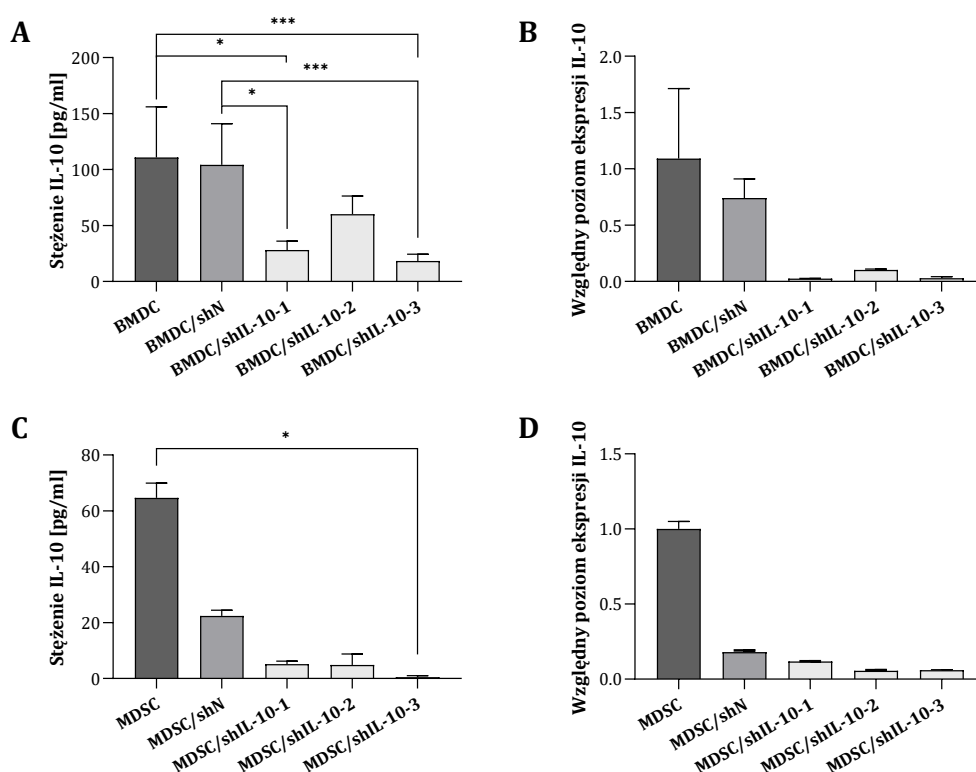 A
Stężenie IL-10 [pg/ml]
200
150
100
50
0
***
*
***
*
BMDC
BMDC/shN
BMDC/shIL-10-1
BMDC/shIL-10-2
BMDC/shIL-10-3
B
Względny poziom ekspresji IL-10
2.0
1.5
1.0
0.5
0.0
BMDC
BMDC/shN
BMDC/shIL-10-1
BMDC/shIL-10-2
BMDC/shIL-10-3
C
Stężenie IL-10 [pg/ml]
80
60
40
20
0
*
MDSC
MDSC/shN
MDSC/shIL-10-1
MDSC/shIL-10-2
MDSC/shIL-10-3
D
Względny poziom ekspresji IL-10
1.5
1.0
0.5
0.0
MDSC
MDSC/shN
MDSC/shIL-10-1
MDSC/shIL-10-2
MDSC/shIL-10-3